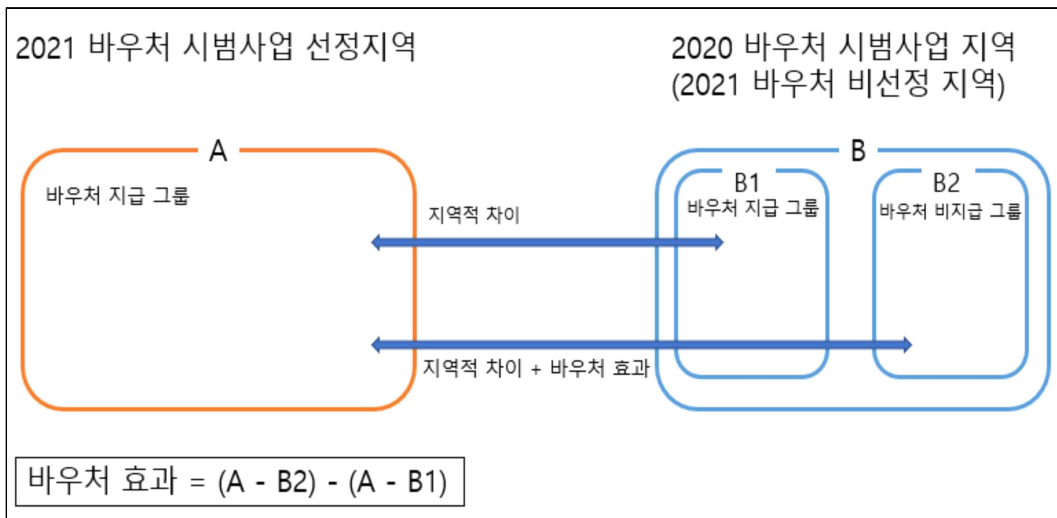 2021 바우처 시범사업 선정지역
2020 바우처 시범사업 지역
(2021 바우처 비선정 지역)
A
바우처 지급 그룹
B
B1
바우처 지급 그룹
B2
바우처 비지급 그룹
지역적 차이
지역적 차이 + 바우처 효과
바우처 효과 = (A - B2) - (A - B1)